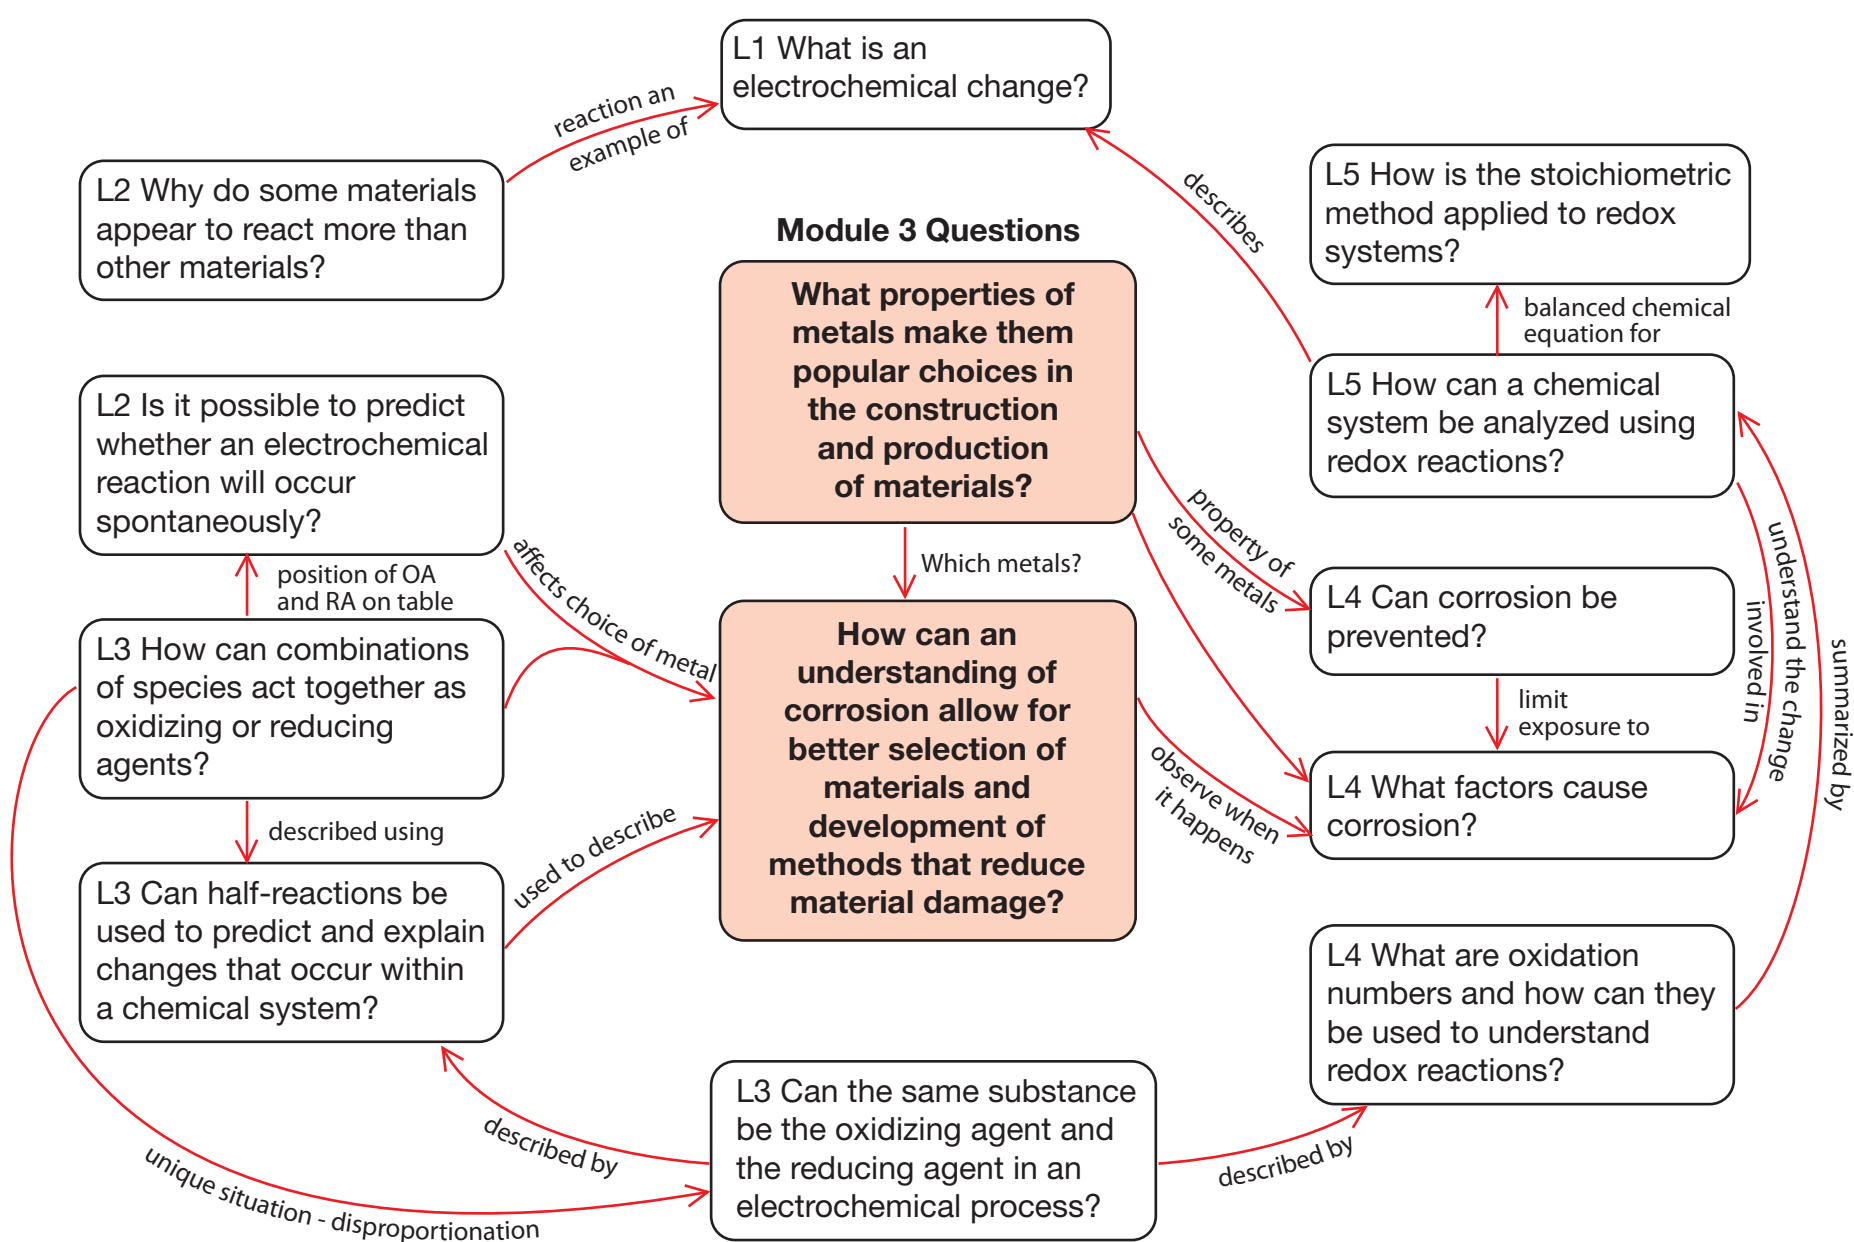 L1 What is an
electrochemical change?
reaction an
example of
L2 Why do some materials
appear to react more than
other materials?
describes
L5 How is the stoichiometric
method applied to redox
systems?
Module 3 Questions
What properties of
metals make them
popular choices in
the construction
and production
of materials?
balanced chemical
equation for
L5 How can a chemical
system be analyzed using
redox reactions?
L2 Is it possible to predict
whether an electrochemical
reaction will occur
spontaneously?
property of
some metals
affects choice of metal
Which metals?
position of OA
and RA on table
L4 Can corrosion be
prevented?
understand the change
involved in
summarized by
L3 How can combinations
of species act together as
oxidizing or reducing
agents?
How can an
understanding of
corrosion allow for
better selection of
materials and
development of
methods that reduce
material damage?
limit
exposure to
observe when
it happens
L4 What factors cause
corrosion?
described using
used to describe
L3 Can half-reactions be
used to predict and explain
changes that occur within
a chemical system?
L4 What are oxidation
numbers and how can they
be used to understand
redox reactions?
L3 Can the same substance
be the oxidizing agent and
the reducing agent in an
electrochemical process?
described by
described by
unique situation - disproportionation